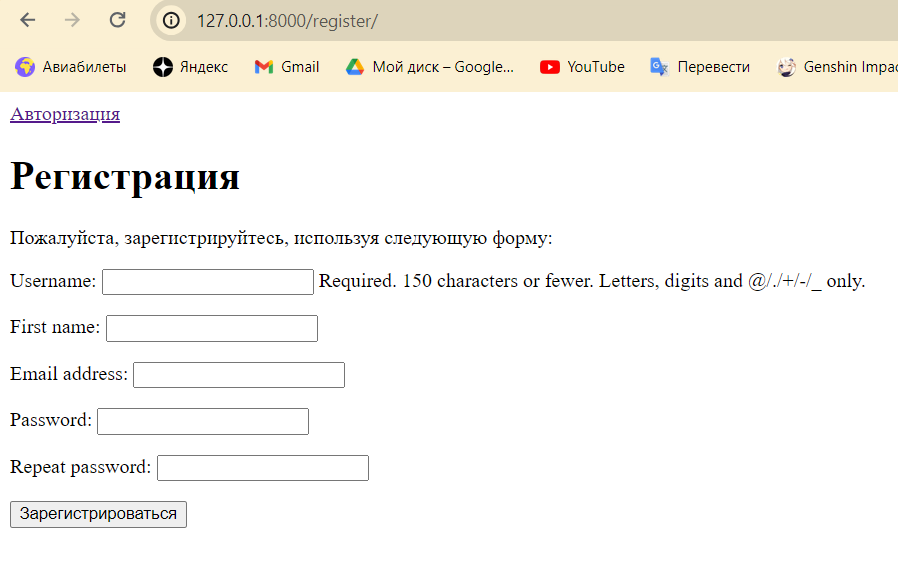 127.0.0.1:8000/register/
Авиабилеты Яндекс Gmail Мой диск – Google... YouTube Перевести Genshin Impac
Авторизация
Регистрация
Пожалуйста, зарегистрируйтесь, используя следующую форму:
Username: Required. 150 characters or fewer. Letters, digits and @/./+/-/_ only.
First name:
Email address:
Password:
Repeat password:
Зарегистрироваться